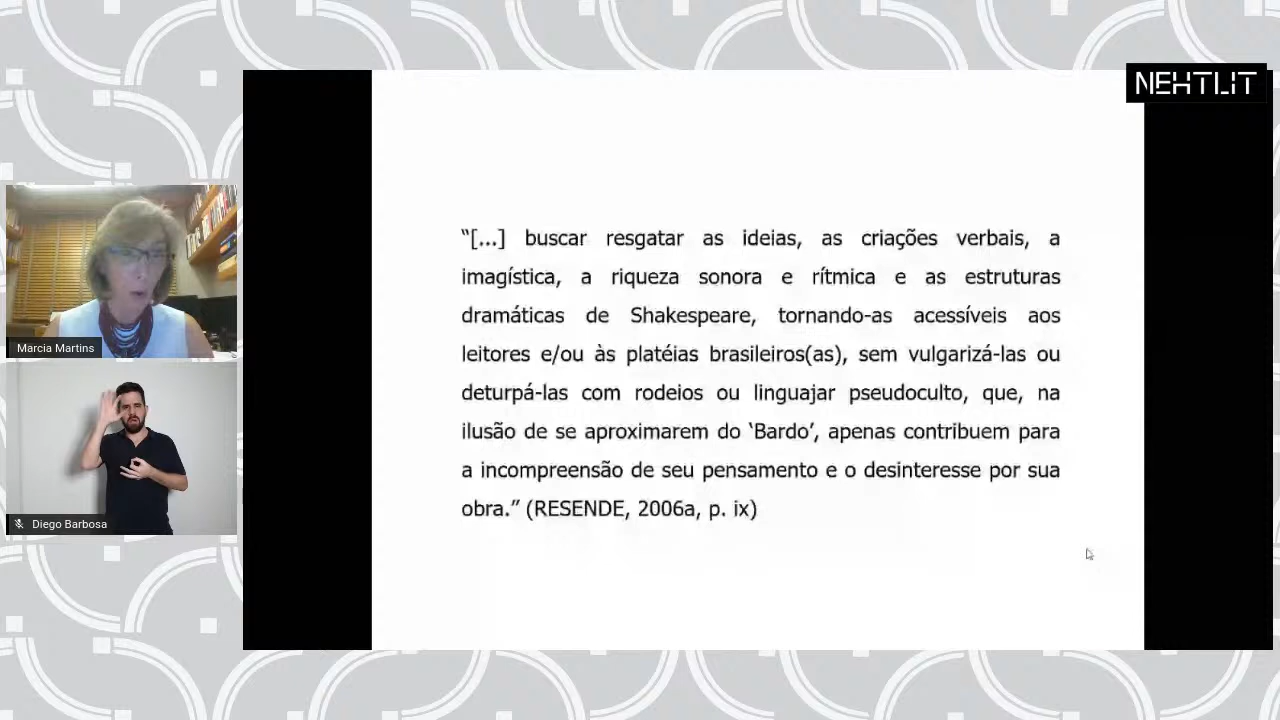 NEHTLIT
Marcia Martins
Diego Barbosa
“[...] buscar resgatar as ideias, as criações verbais, a
imagística, a riqueza sonora e rítmica e as estruturas
dramáticas de Shakespeare, tornando-as acessíveis aos
leitores e/ou às platéias brasileiros(as), sem vulgarizá-las ou
deturpá-las com rodeios ou linguajar pseudoculto, que, na
ilusão de se aproximarem do ‘Bardo’, apenas contribuem para
a incompreensão de seu pensamento e o desinteresse por sua
obra.” (RESENDE, 2006a, p. ix)